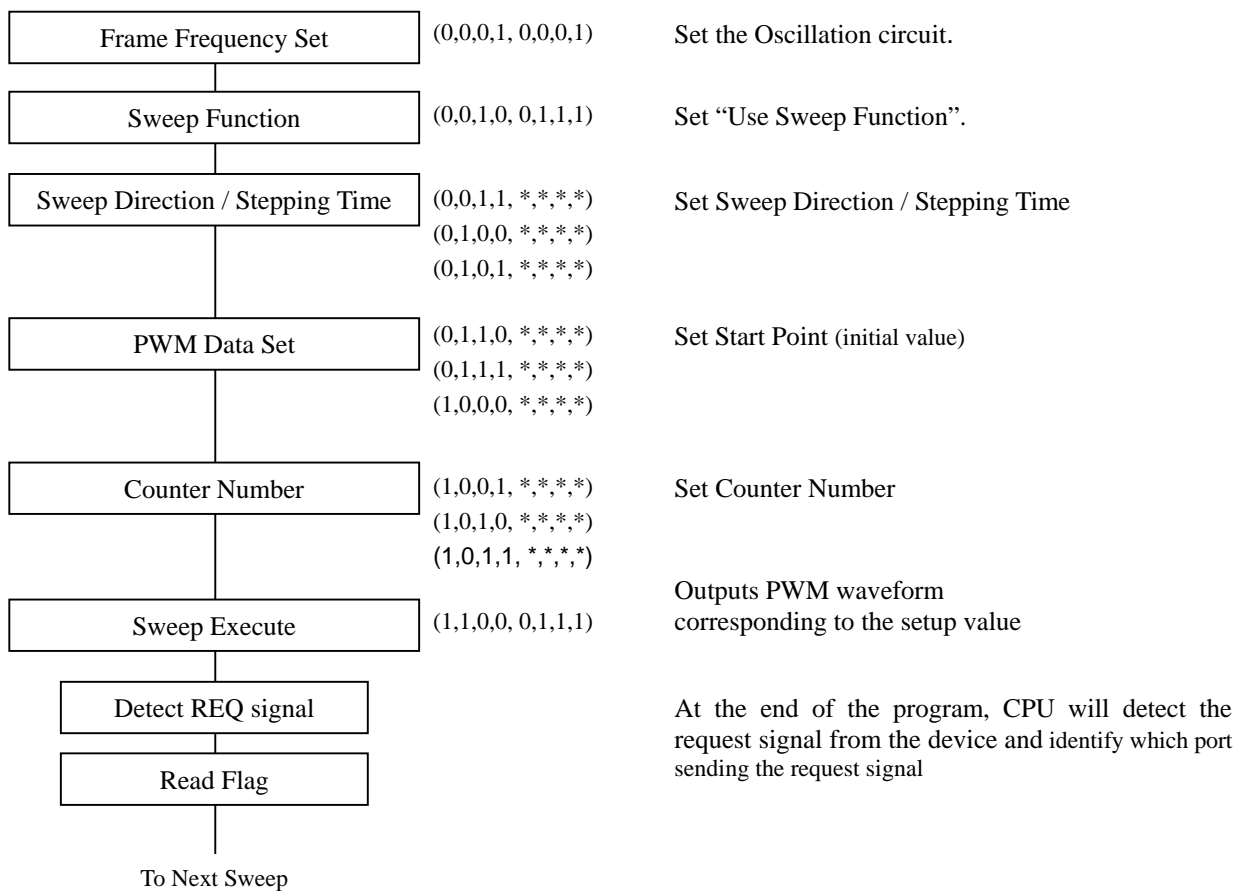 Frame Frequency Set (0,0,0,1, 0,0,0,1) Set the Oscillation circuit.
Sweep Function (0,0,1,0, 0,1,1,1) Set “Use Sweep Function”.
Sweep Direction / Stepping Time (0,0,1,1, *,*,*,*) Set Sweep Direction / Stepping Time
(0,1,0,0, *,*,*,*)
(0,1,0,1, *,*,*,*)
PWM Data Set (0,1,1,0, *,*,*,*) Set Start Point (initial value)
(0,1,1,1, *,*,*,*)
(1,0,0,0, *,*,*,*)
Counter Number (1,0,0,1, *,*,*,*) Set Counter Number
(1,0,1,0, *,*,*,*)
(1,0,1,1, *,*,*,*)
Outputs PWM waveform
Sweep Execute (1,1,0,0, 0,1,1,1) corresponding to the setup value
Detect REQ signal At the end of the program, CPU will detect the
request signal from the device and identify which port
Read Flag sending the request signal
To Next Sweep